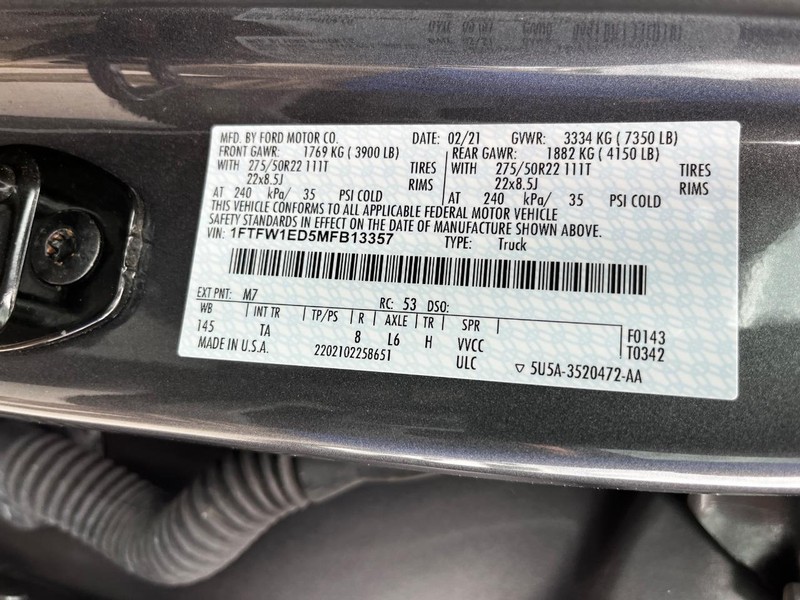 MFD. BY FORD MOTOR CO. DATE: 02/21 GVWR: 3334 KG ( 7350 LB)
FRONT GAWR: 1769 KG ( 3900 LB) REAR GAWR: 1882 KG ( 4150 LB)
WITH 275/50R22 111T TIRES WITH 275/50R22 111T TIRES
22x8.5J RIMS 22x8.5J RIMS
AT 240 kPa/ 35 PSI COLD AT 240 kPa/ 35 PSI COLD
THIS VEHICLE CONFORMS TO ALL APPLICABLE FEDERAL MOTOR VEHICLE
SAFETY STANDARDS IN EFFECT ON THE DATE OF MANUFACTURE SHOWN ABOVE.
VIN: 1FTFW1ED5MFB13357 TYPE: Truck
EXT PNT: M7 RC: 53 DSO:
WB INT TR TP/PS R AXLE TR SPR
145 TA 8 L6 H VVCC F0143
ULC T0342
MADE IN U.S.A. 2202102258651 ▽ 5U5A-3520472-AA